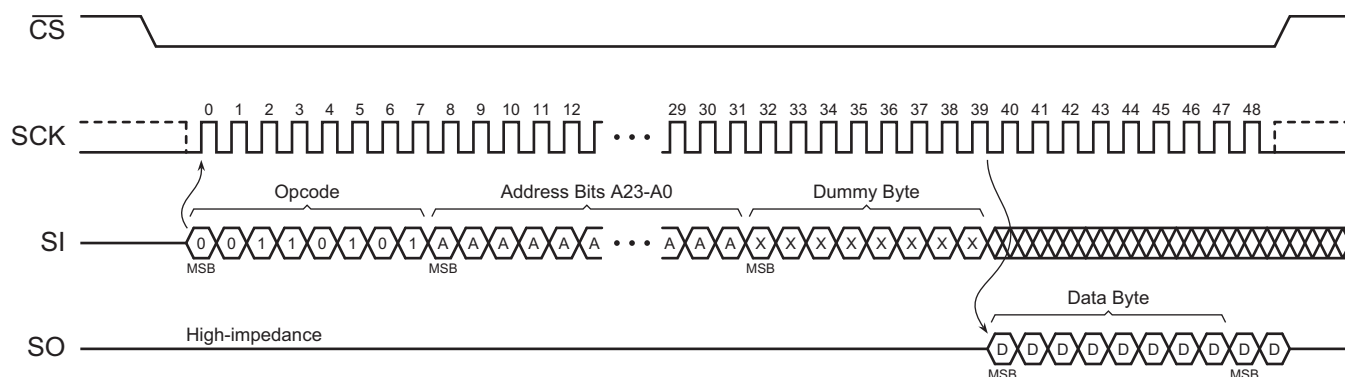 CS
0 1 2 3 4 5 6 7 8 9 10 11 12 29 30 31 32 33 34 35 36 37 38 39 40 41 42 43 44 45 46 47 48
SCK
Opcode Address Bits A23-A0 Dummy Byte
SI 0 0 1 1 0 1 0 1 A A A A A A A A A X X X X X X X X
MSB MSB MSB
Data Byte
High-impedance
SO D D D D D D D D D D
MSB MSB